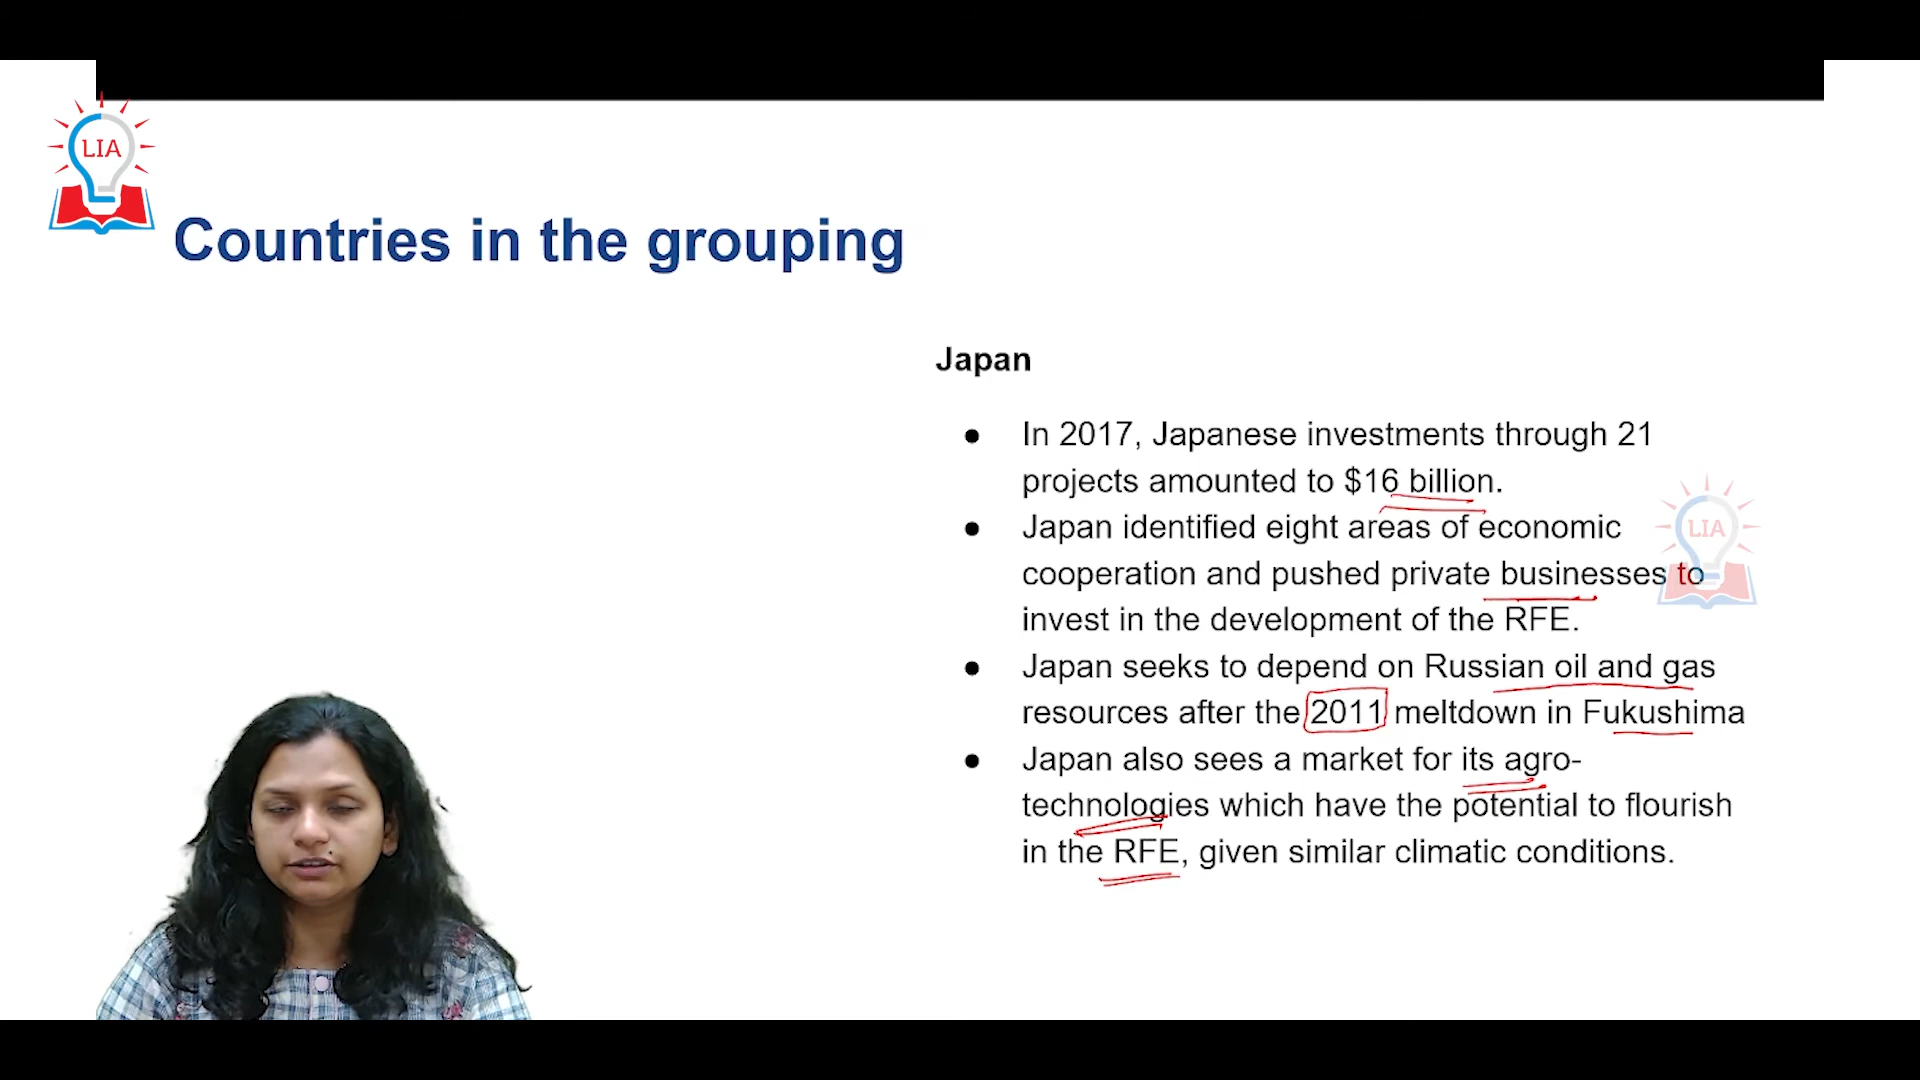 LIA
Countries in the grouping
Japan
● In 2017, Japanese investments through 21
projects amounted to $16 billion.
LIA
● Japan identified eight areas of economic
cooperation and pushed private businesses to
invest in the development of the RFE.
● Japan seeks to depend on Russian oil and gas
resources after the 2011 meltdown in Fukushima
● Japan also sees a market for its agro-
technologies which have the potential to flourish
in the RFE, given similar climatic conditions.